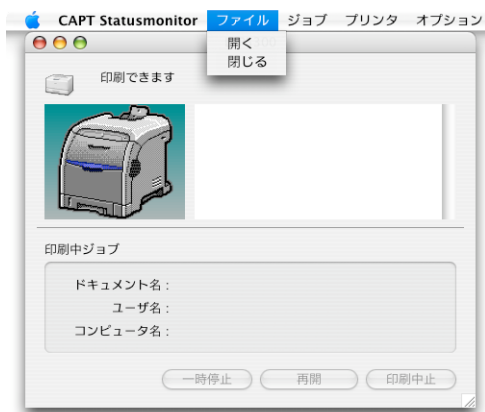 CAPT Statusmonitor ファイル ジョブ プリンタ オプション
開く
閉じる
印刷できます
印刷中ジョブ
ドキュメント名 :
ユーザ名 :
コンピュータ名 :
一時停止 再開 印刷中止